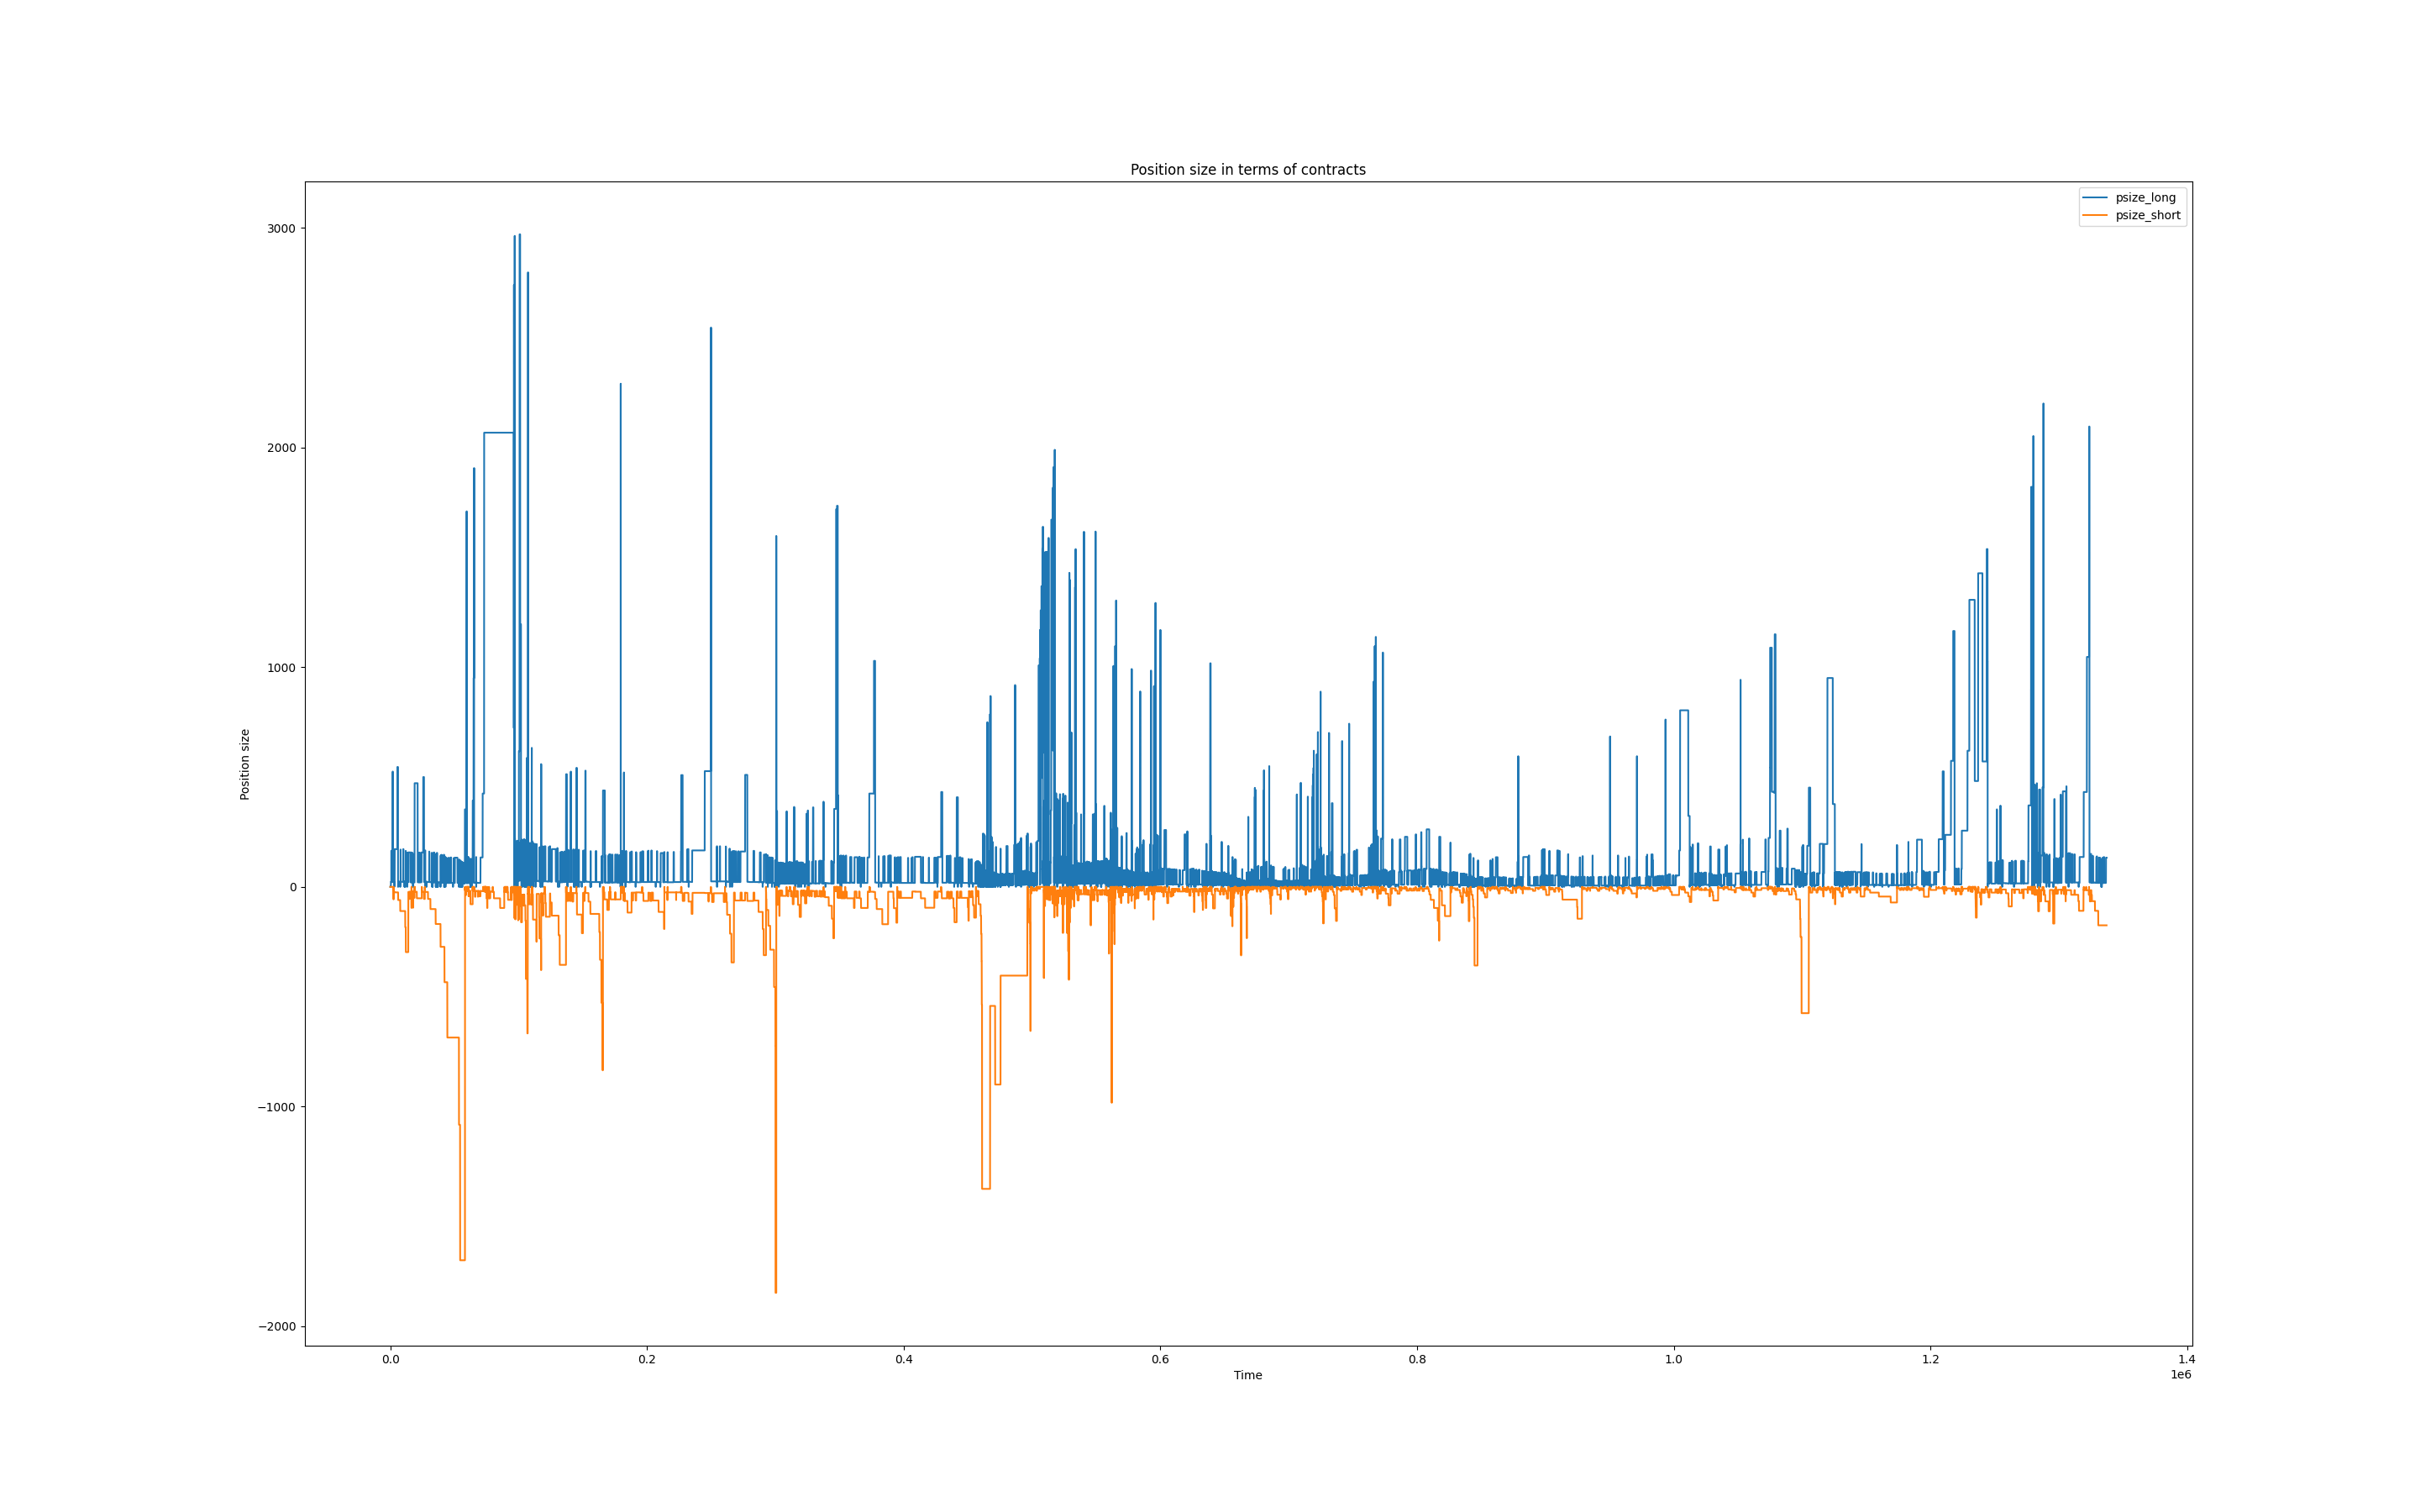 Position size in terms of contracts
psize_long
psize_short
3000
2000
1000
0
−1000
−2000
Position size
0.0
0.2
0.4
0.6
0.8
1.0
1.2
1.4
Time
1e6